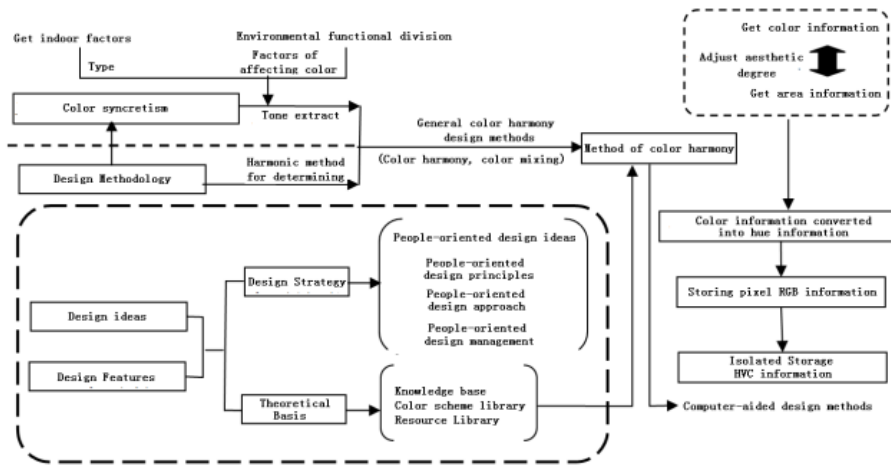 Get indoor factors
Environmental functional division
Type
Factors of
affecting color
Color syncretism
Tone extract
Design Methodology
Harmonic method
for determining
General color harmony
design methods
(Color harmony, color mixing)
Method of color harmony
Get color information
Adjust aesthetic
degree
Get area information
Color information converted
into hue information
Storing pixel RGB information
Isolated Storage
HVC information
Computer-aided design methods
Design ideas
Design Features
Design Strategy
Theoretical
Basis
People-oriented design ideas
People-oriented
design principles
People-oriented
design approach
People-oriented
design management
Knowledge base
Color scheme library
Resource Library